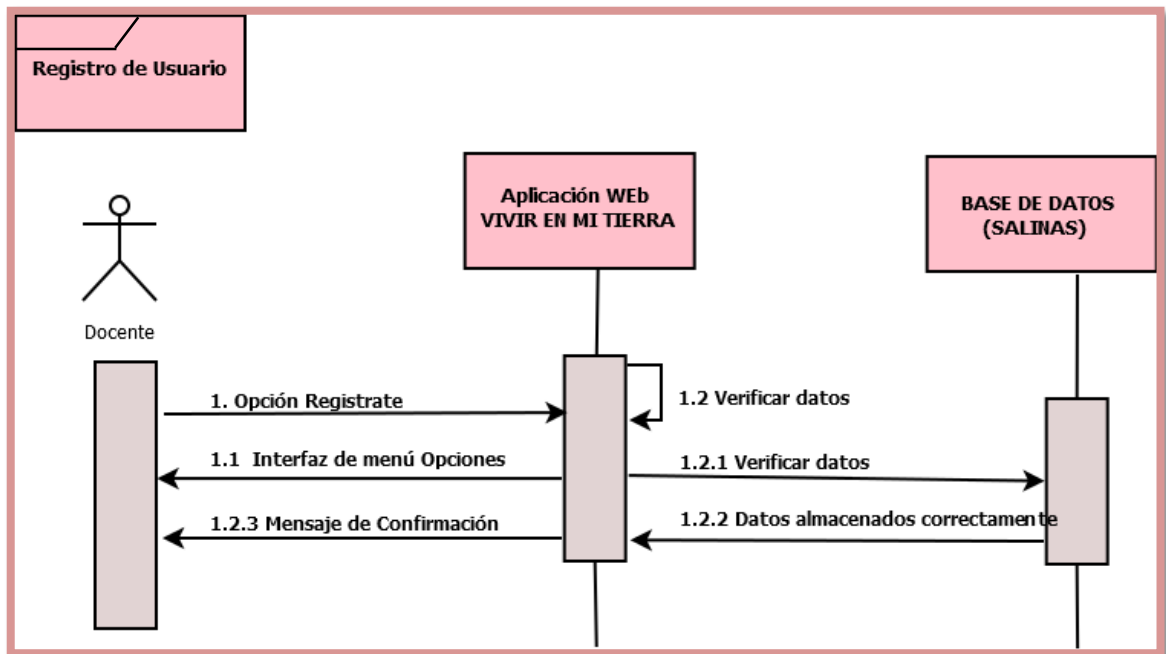 Registro de Usuario
Aplicación WEb
VIVIR EN MI TIERRA
BASE DE DATOS
(SALINAS)
Docente
1. Opción Registrate
1.2 Verificar datos
1.1 Interfaz de menú Opciones
1.2.1 Verificar datos
1.2.3 Mensaje de Confirmación
1.2.2 Datos almacenados correctamente